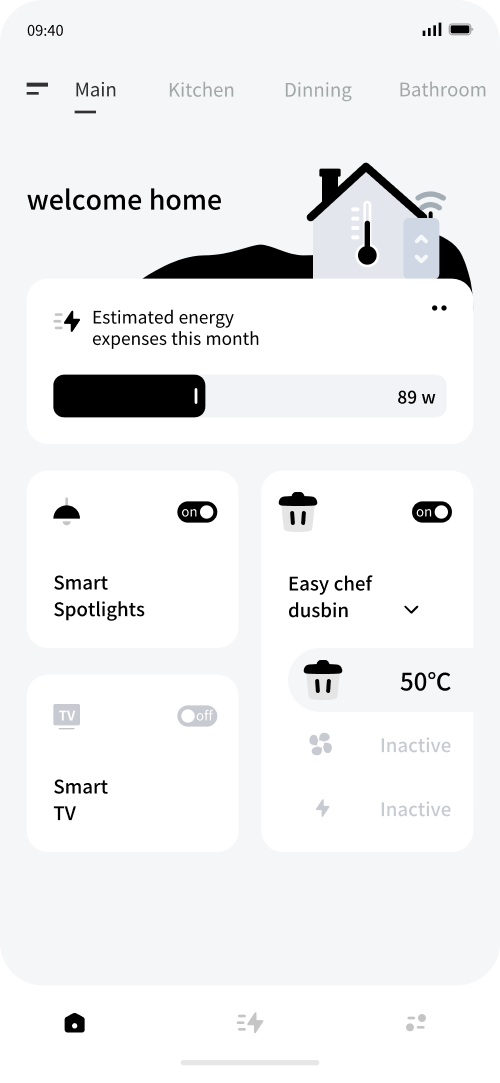 09:40
Main Kitchen Dinning Bathroom
welcome home
Estimated energy
expenses this month
89 w
on
on
Smart
Spotlights
Easy chef
dusbin
50°C
TV
off
Inactive
Smart
TV
Inactive